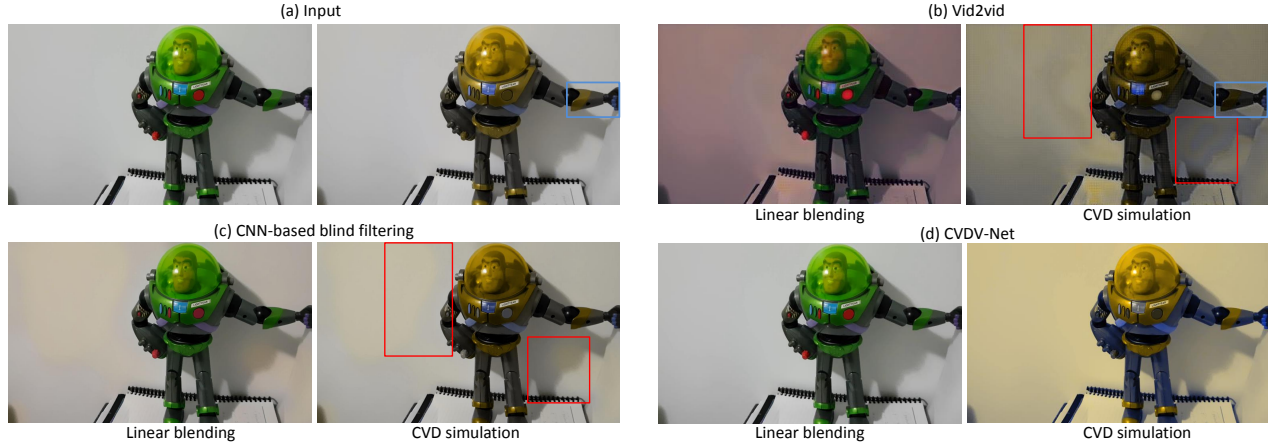 (a) Input
(b) Vid2vid
Linear blending
CVD simulation
(c) CNN-based blind filtering
(d) CVDV-Net
Linear blending
CVD simulation
Linear blending
CVD simulation